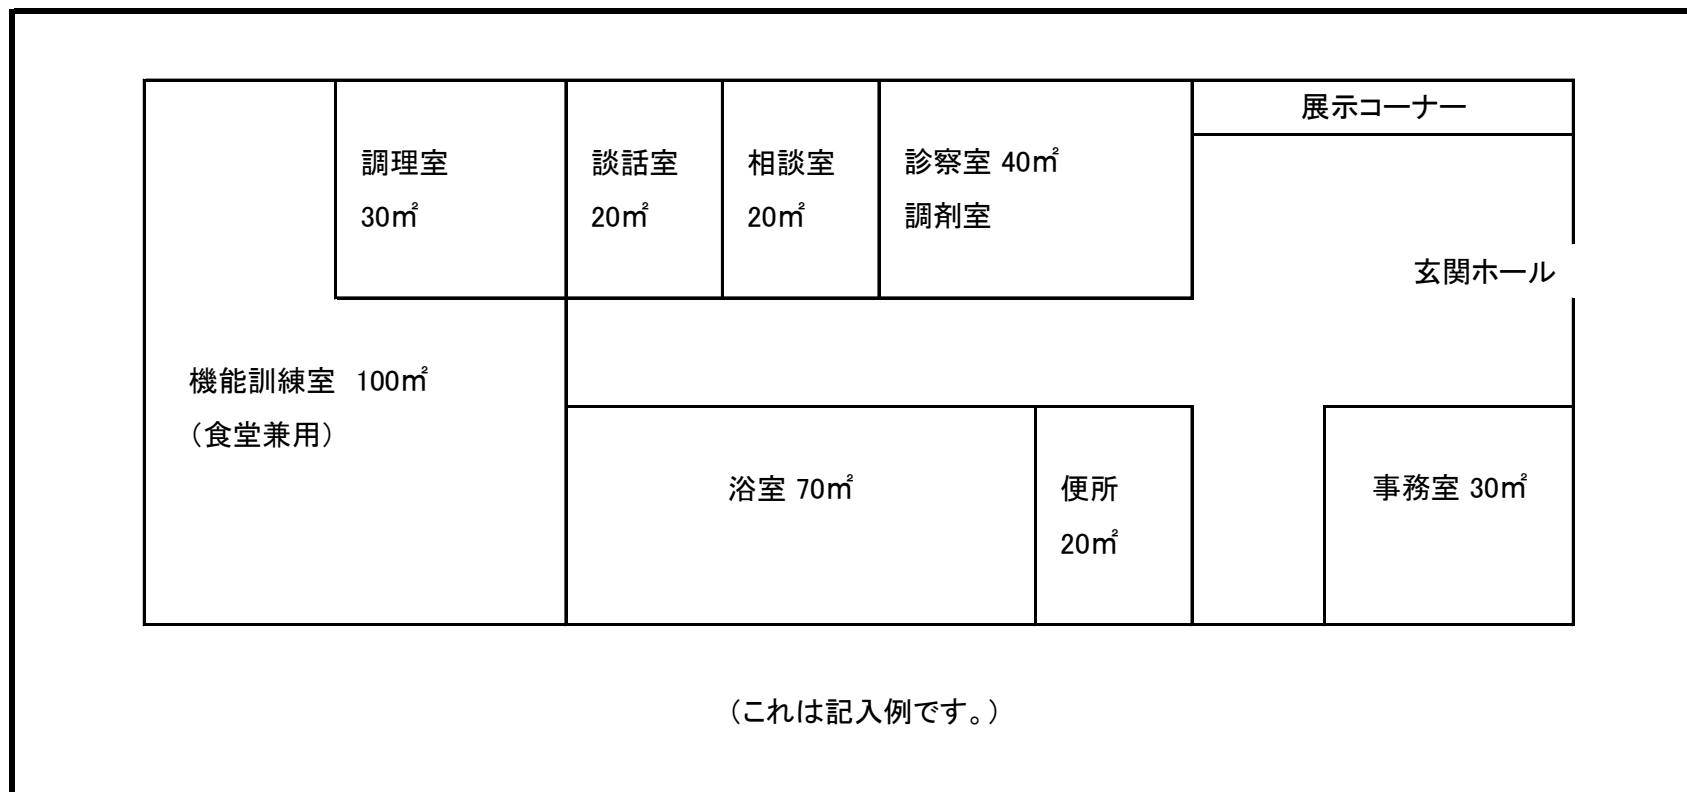 展示コーナー
調理室
30㎡
談話室
20㎡
相談室
20㎡
診察室 40㎡
調剤室
玄関ホール
機能訓練室　100㎡
（食堂兼用）
浴室 70㎡
便所
20㎡
事務室 30㎡
（これは記入例です。）